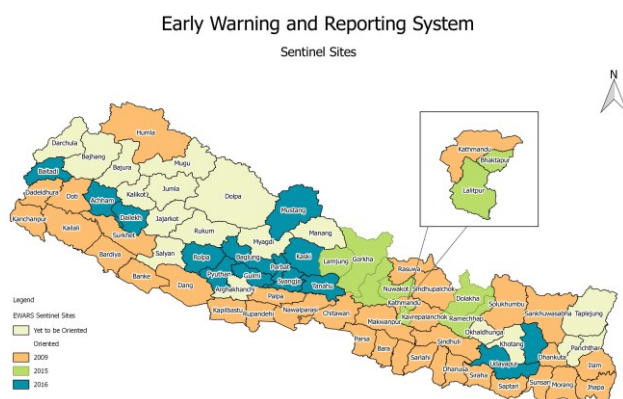 Early Warning and Reporting System
Sentinel Sites
N
Humla
Darchula
Bajhang
Mugu
Bajura
Baitadi
Kalikot
Jumla
Dolpa
Dadeldhura
Doti
Achham
Dailekh
Jajarkot
Mustang
Kanchanpur
Kailali
Surkhet
Rukum
Manang
Myagdi
Bardiya
Salyan
Rolpa
Baglung
Parbat
Kaski
Lamjung
Gorkha
Banke
Dang
Pyuthan
Gulmi
Syangja
Tanahu
Arghakhanchi
Palpa
Kapilbastu
Rupandehi
Nawalparasi
Chitawan
Rasuwa
Nuwakot
Sindhupalchok
Dolakha
Kathmandu
Kavrepalanchok
Ramechhap
Makwanpur
Parsa
Bara
Sarlahi
Sindhuli
Dhanusa
Siraha
Okhaldhunga
Solukhumbu
Khotang
Sankhuwasabha
Taplejung
Panchthar
Dhankuta
Udayapur
Saptari
Sunsari
Morang
Ilam
Jhapa
Kathmandu
Bhaktapur
Lalitpur
Legend
EWARS Sentinel Sites
Yet to be Oriented
Oriented
2009
2015
2016